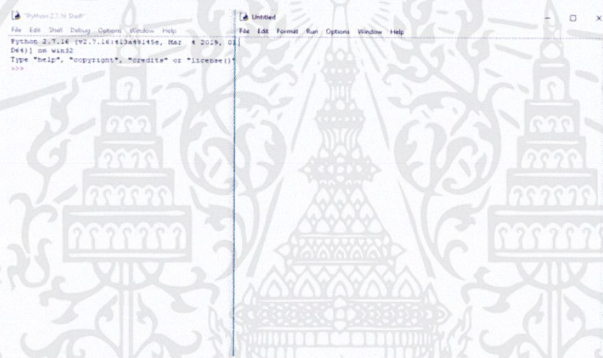 *Python 2.7.16 Shell*
File Edit Shell Debug Options Window Help
Python 2.7.16 (v2.7.16:413a49145e, Mar 4 2019, 01
D64)] on win32
Type "help", "copyright", "credits" or "license()"
>>>
Untitled
File Edit Format Run Options Window Help